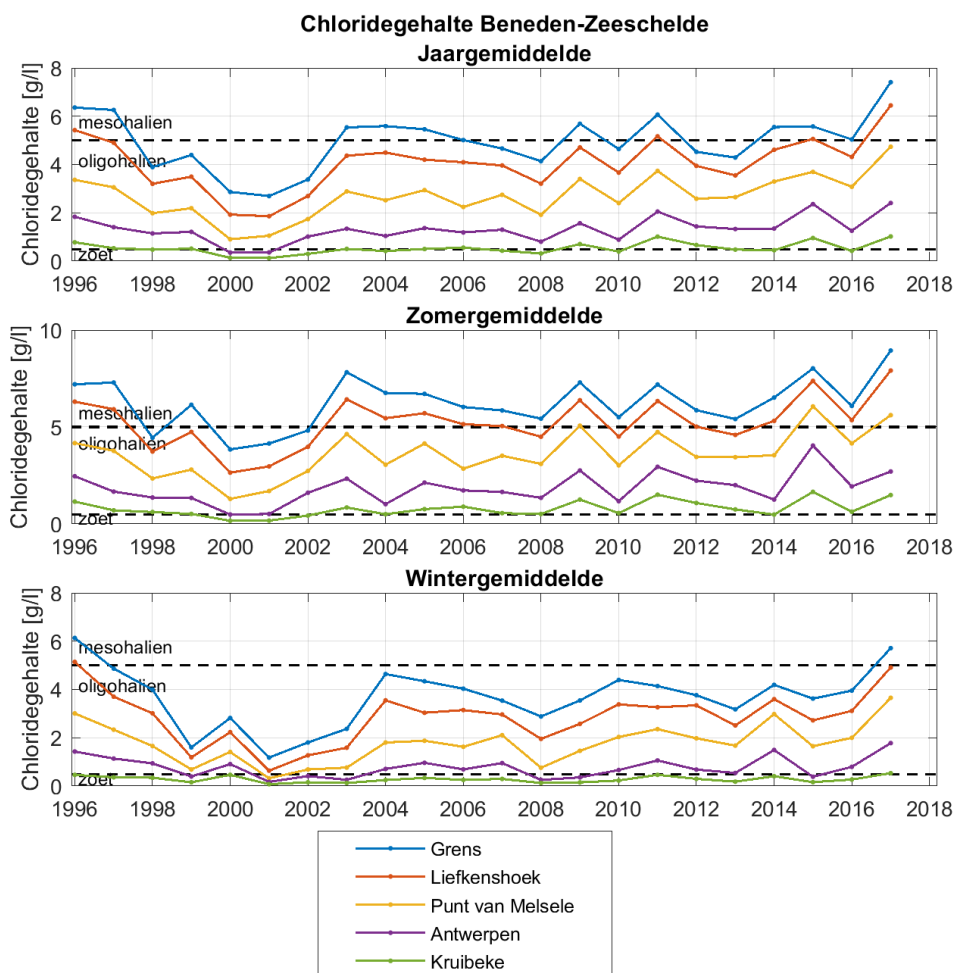 Chloridegehalte Beneden-Zeeschelde
Jaargemiddelde
Chloridegehalte [g/l]
8
6
4
2
0
mesohalien
oligohalien
zoet
1996 1998 2000 2002 2004 2006 2008 2010 2012 2014 2016 2018
Zomergemiddelde
Chloridegehalte [g/l]
10
5
0
mesohalien
oligohalien
zoet
1996 1998 2000 2002 2004 2006 2008 2010 2012 2014 2016 2018
Wintergemiddelde
Chloridegehalte [g/l]
8
6
4
2
0
mesohalien
oligohalien
zoet
1996 1998 2000 2002 2004 2006 2008 2010 2012 2014 2016 2018
Grens
Liefkenshoek
Punt van Melsele
Antwerpen
Kruibeke